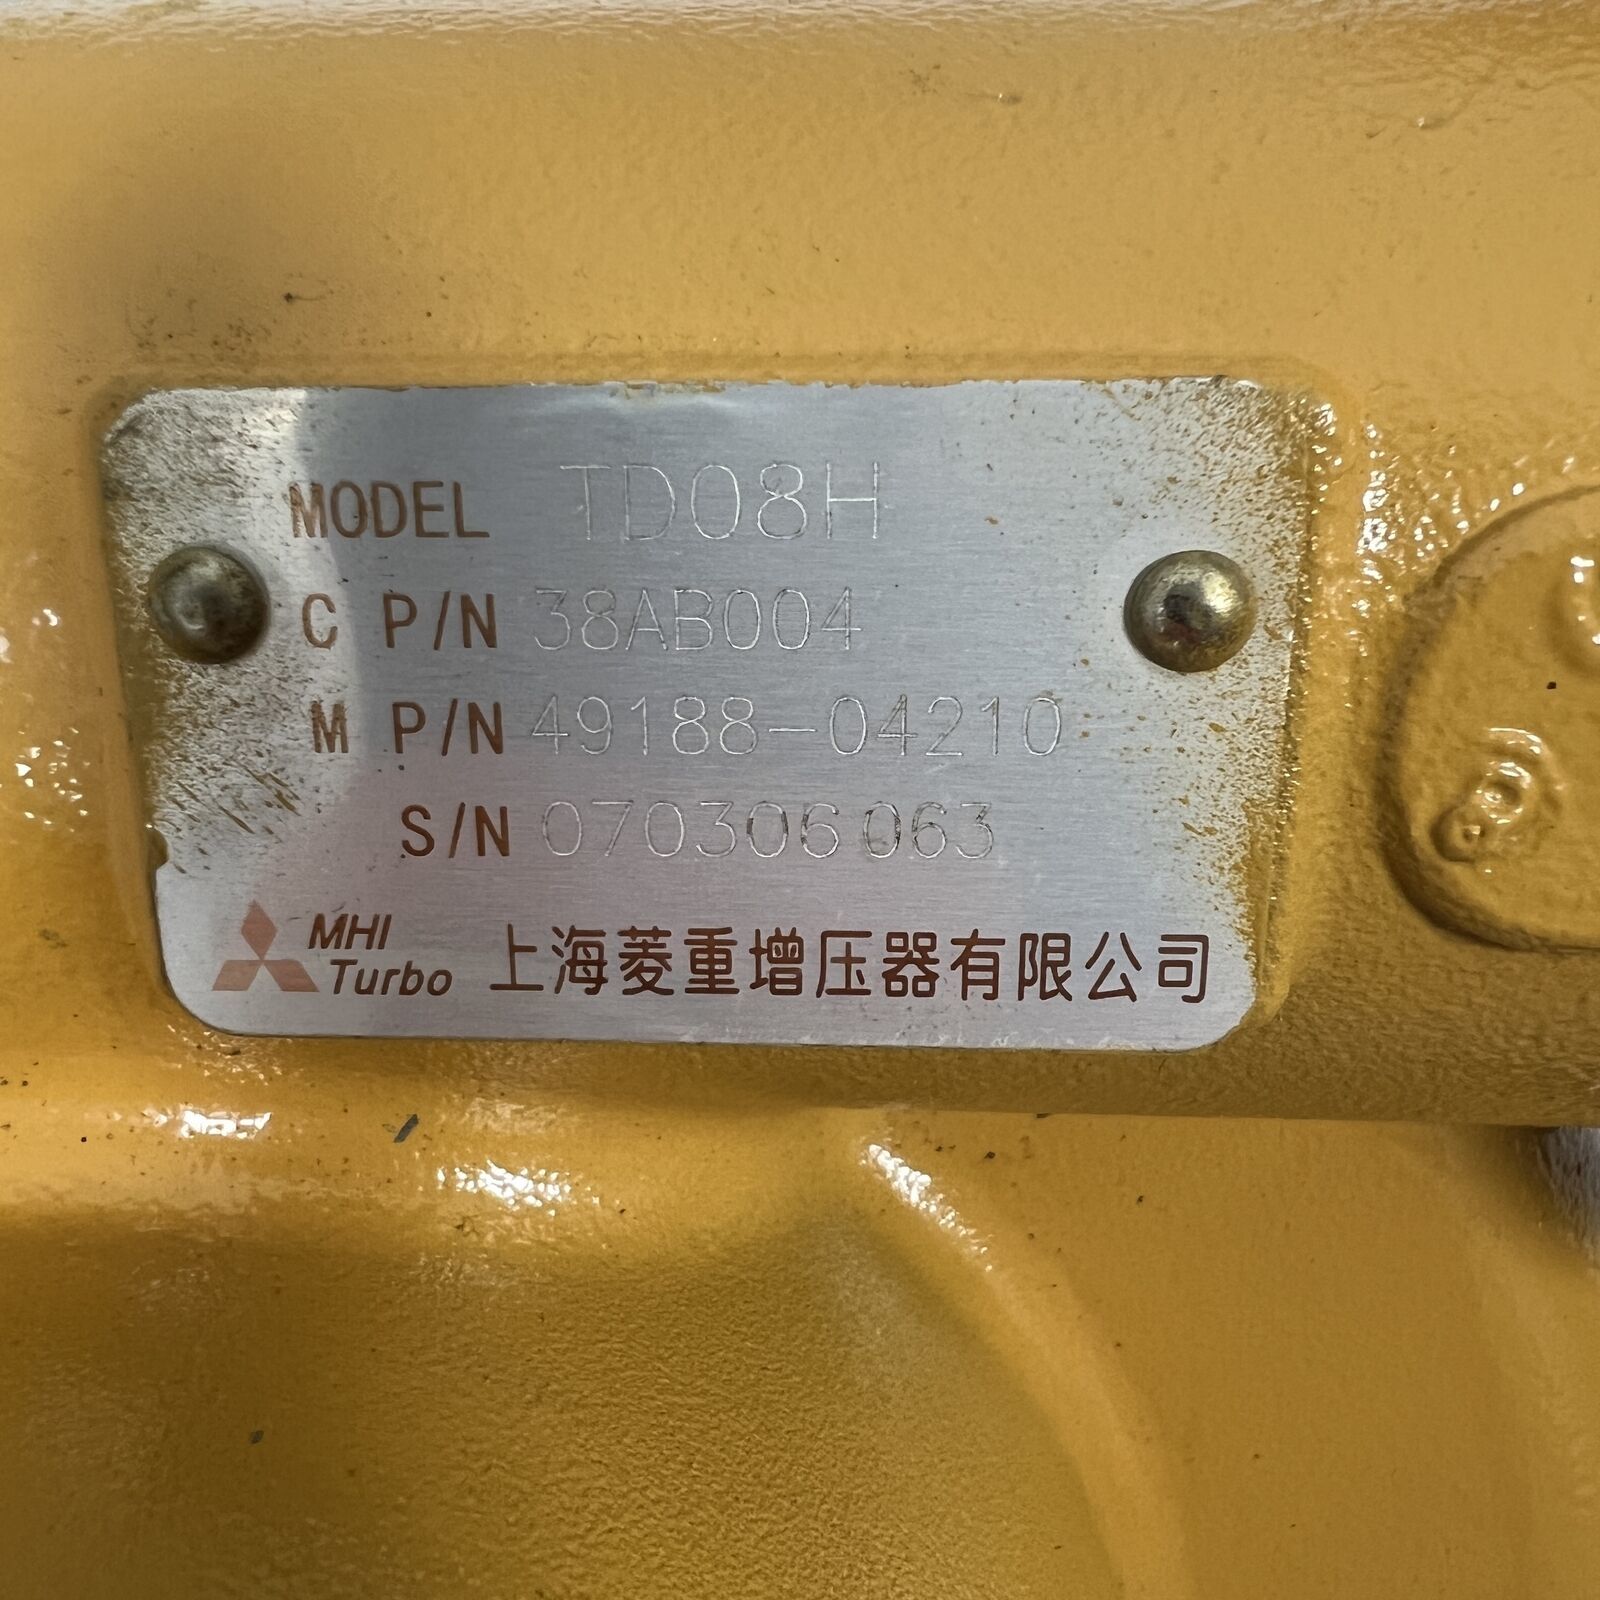 MODEL TD08H
C P/N 38AB004
M P/N 49188-04210
S/N 070306063
MHI
Turbo 上海菱重增压器有限公司